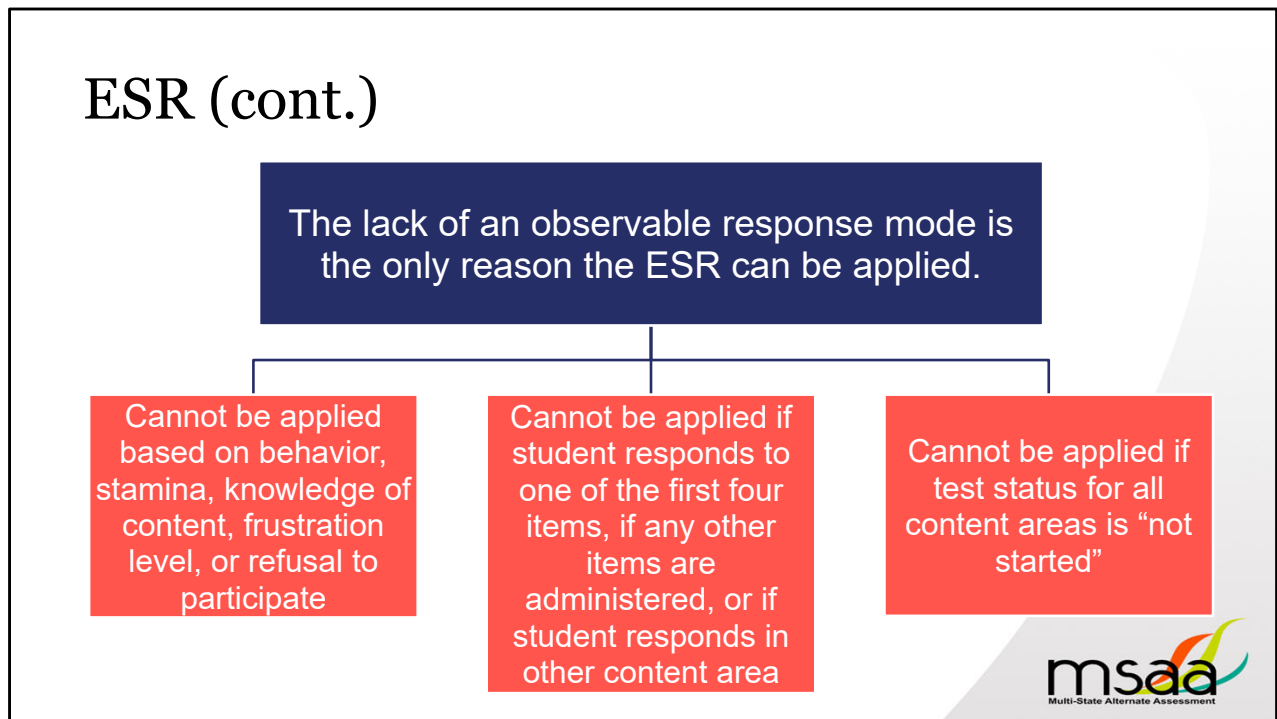 ESR (cont.)
The lack of an observable response mode is
the only reason the ESR can be applied.
Cannot be applied
based on behavior,
stamina, knowledge of
content, frustration
level, or refusal to
participate
Cannot be applied if
student responds to
one of the first four
items, if any other
items are
administered, or if
student responds in
other content area
Cannot be applied if
test status for all
content areas is “not
started”
msaa
Multi-State Alternate Assessment